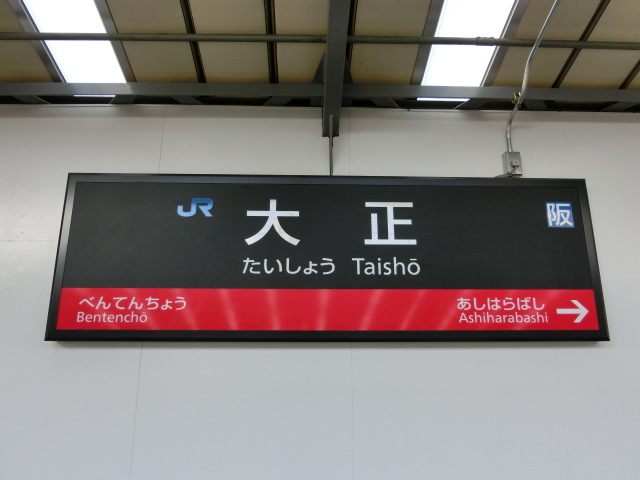 JR 大正 阪
たいしょう Taishō
べんてんちょう あしはらばし →
Bentenchō Ashiharabashi